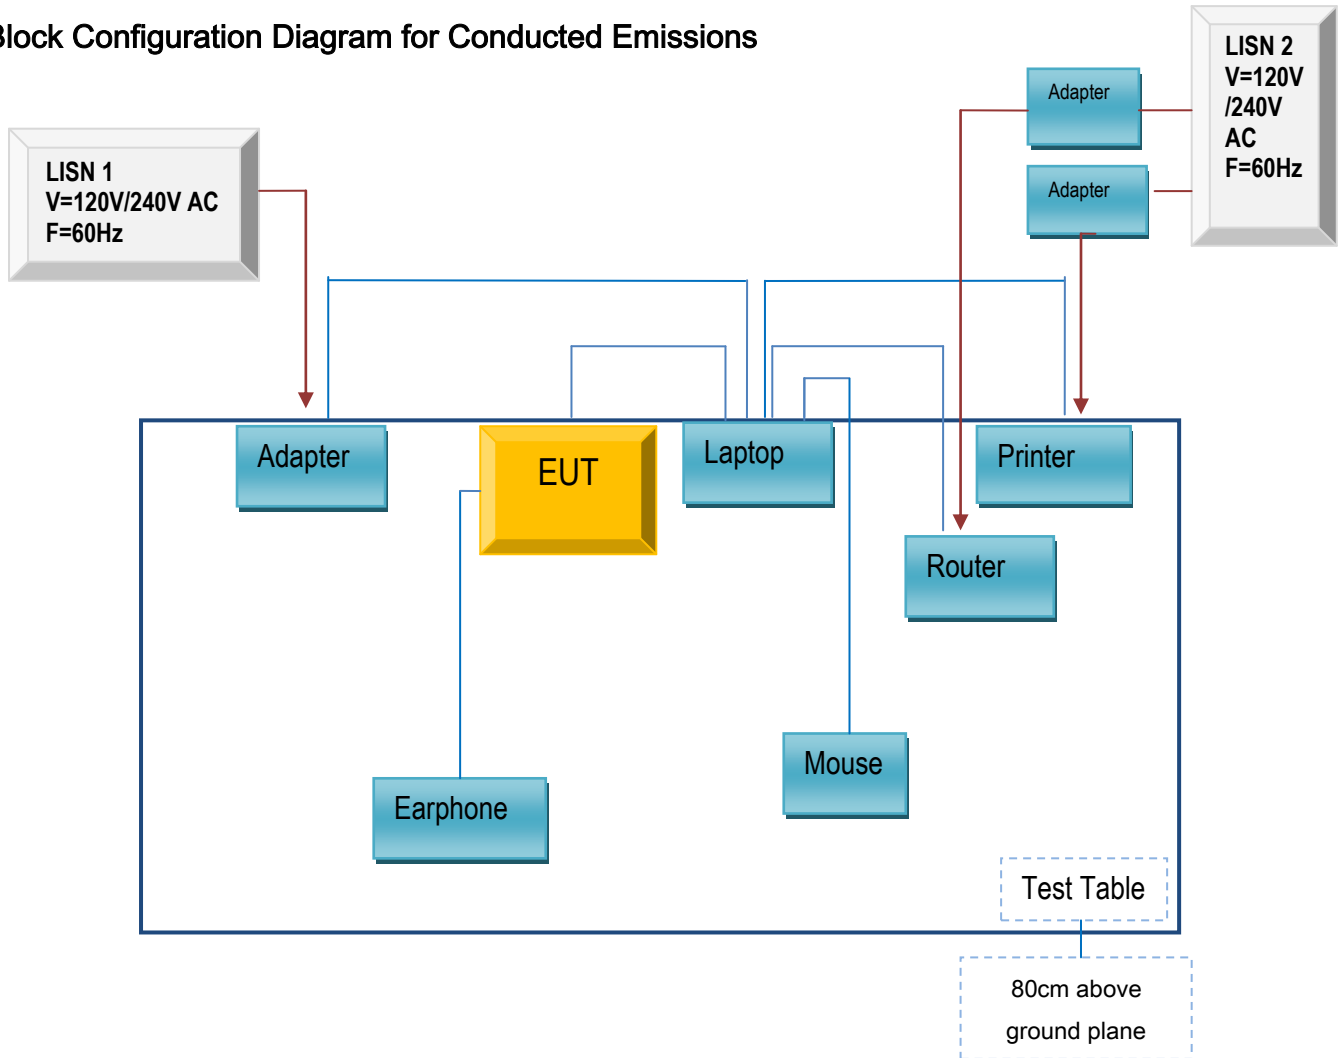 Block Configuration Diagram for Conducted Emissions
LISN 2
V=120V
/240V
AC
F=60Hz
Adapter
Adapter
LISN 1
V=120V/240V AC
F=60Hz
Adapter
EUT
Laptop
Printer
Router
Mouse
Earphone
Test Table
80cm above
ground plane